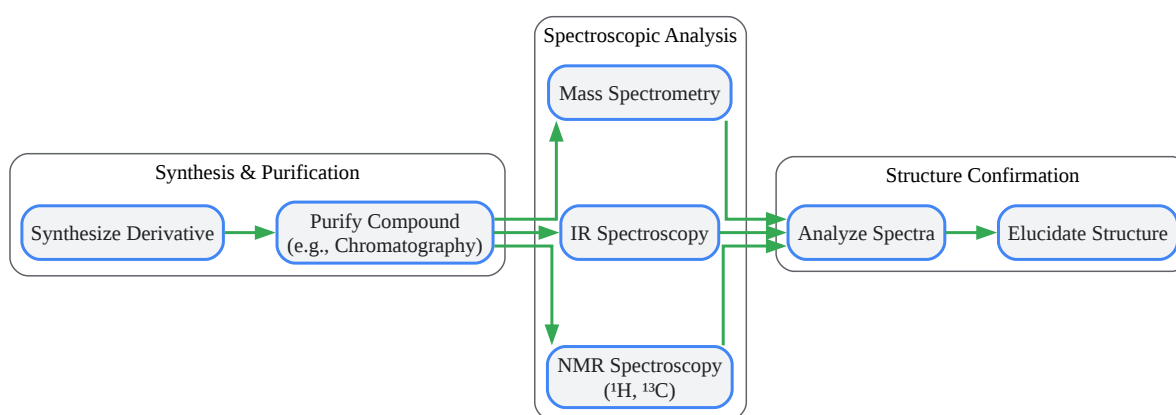 Spectroscopic Analysis
Mass Spectrometry
Synthesis & Purification
Structure Confirmation
Synthesize Derivative
Purify Compound
(e.g., Chromatography)
IR Spectroscopy
Analyze Spectra
Elucidate Structure
NMR Spectroscopy
(¹H, ¹³C)